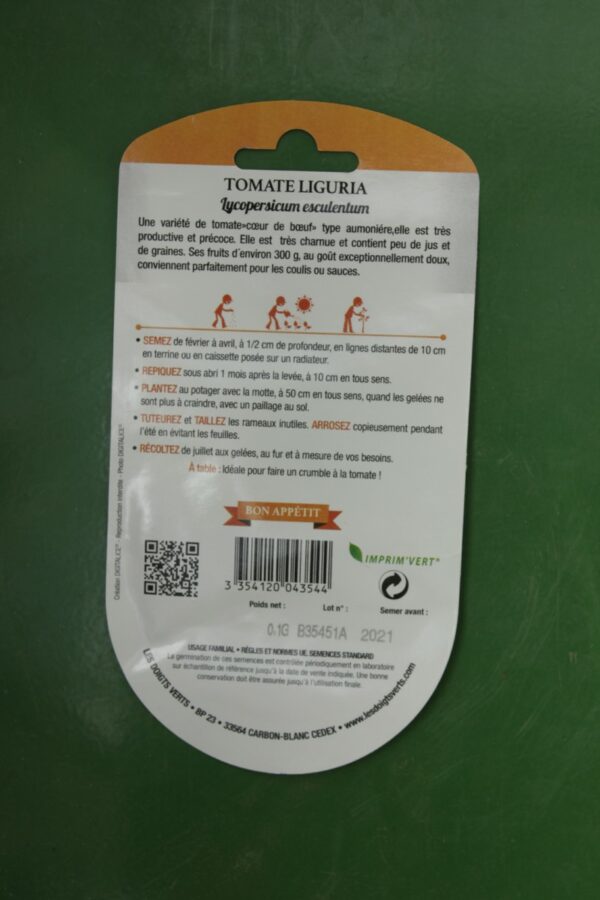 TOMATE LIGURIA
Lycopersicum esculentum
Une variété de tomate»cœur de bœuf» type aumonière,elle est très
productive et précoce. Elle est très charnue et contient peu de jus et
de graines. Ses fruits d'environ 300 g, au goût exceptionnellement doux,
conviennent parfaitement pour les coulis ou sauces.
• SEMEZ de février à avril, à 1/2 cm de profondeur, en lignes distantes de 10 cm
en terrine ou en caissette posée sur un radiateur.
• REPIQUEZ sous abri 1 mois après la levée, à 10 cm en tous sens.
• PLANTEZ au potager avec la motte, à 50 cm en tous sens, quand les gelées ne
sont plus à craindre, avec un paillage au sol.
• TUTEUREZ et TAILLEZ les rameaux inutiles. ARROSEZ copieusement pendant
l'été en évitant les feuilles.
• RÉCOLTEZ de juillet aux gelées, au fur et à mesure de vos besoins.
À table : Idéale pour faire un crumble à la tomate !
Création DIGITALICE® - Reproduction interdite - Photo DIGITALICE®
BON APPÉTIT
IMPRIM'VERT®
3 354120 043544
Poids net : Lot n° : Semer avant :
0.1G B35451A 2021
USAGE FAMILIAL • RÈGLES ET NORMES UE. SEMENCES STANDARD
La germination de ces semences est contrôlée périodiquement en laboratoire
sur échantillon de référence jusqu'à la date de vente indiquée. Une bonne
conservation doit être assurée jusqu'à l'utilisation finale.
LES DOIGTS VERTS • BP 23 • 33564 CARBON-BLANC CEDEX • www.lesdoigtsverts.com